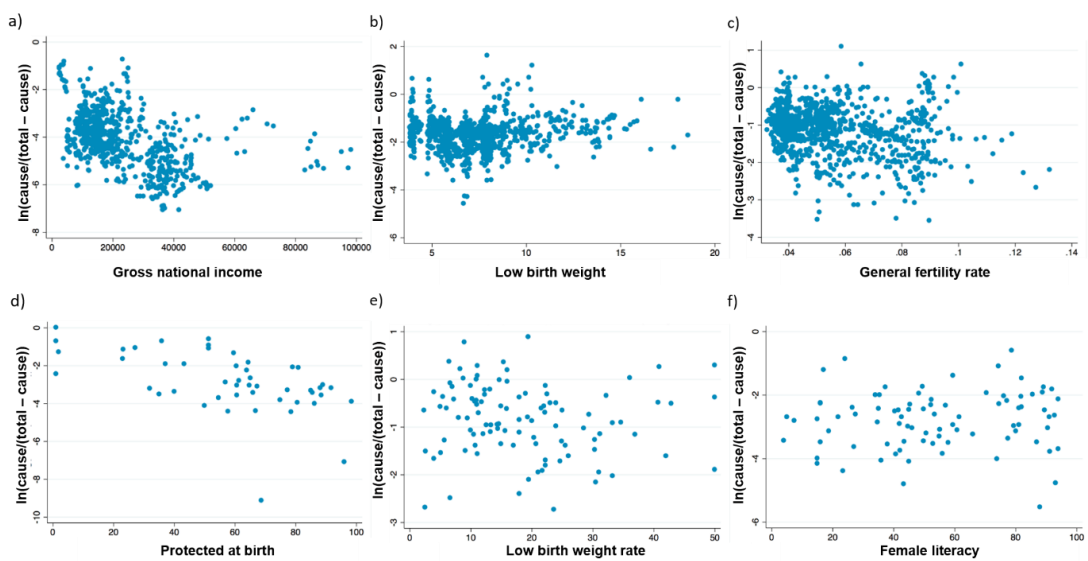 a)
ln(cause/(total − cause))
0
-2
-4
-6
-8
0 20000 40000 60000 80000 100000
Gross national income
b)
ln(cause/(total − cause))
2
0
-2
-4
-6
5 10 15 20
Low birth weight
c)
ln(cause/(total − cause))
1
0
-1
-2
-3
-4
.04 .06 .08 .1 .12 .14
General fertility rate
d)
ln(cause/(total − cause))
0
-2
-4
-6
-8
-10
0 20 40 60 80 100
Protected at birth
e)
ln(cause/(total − cause))
1
0
-1
-2
-3
0 10 20 30 40 50
Low birth weight rate
f)
ln(cause/(total − cause))
0
-2
-4
-6
0 20 40 60 80 100
Female literacy